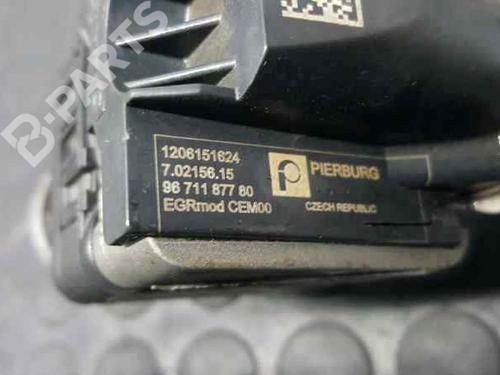 B-PARTS
1206151624
7.02156.15
96 711 877 80
EGRmod CEM00
PIERBURG
CZECH REPUBLIC